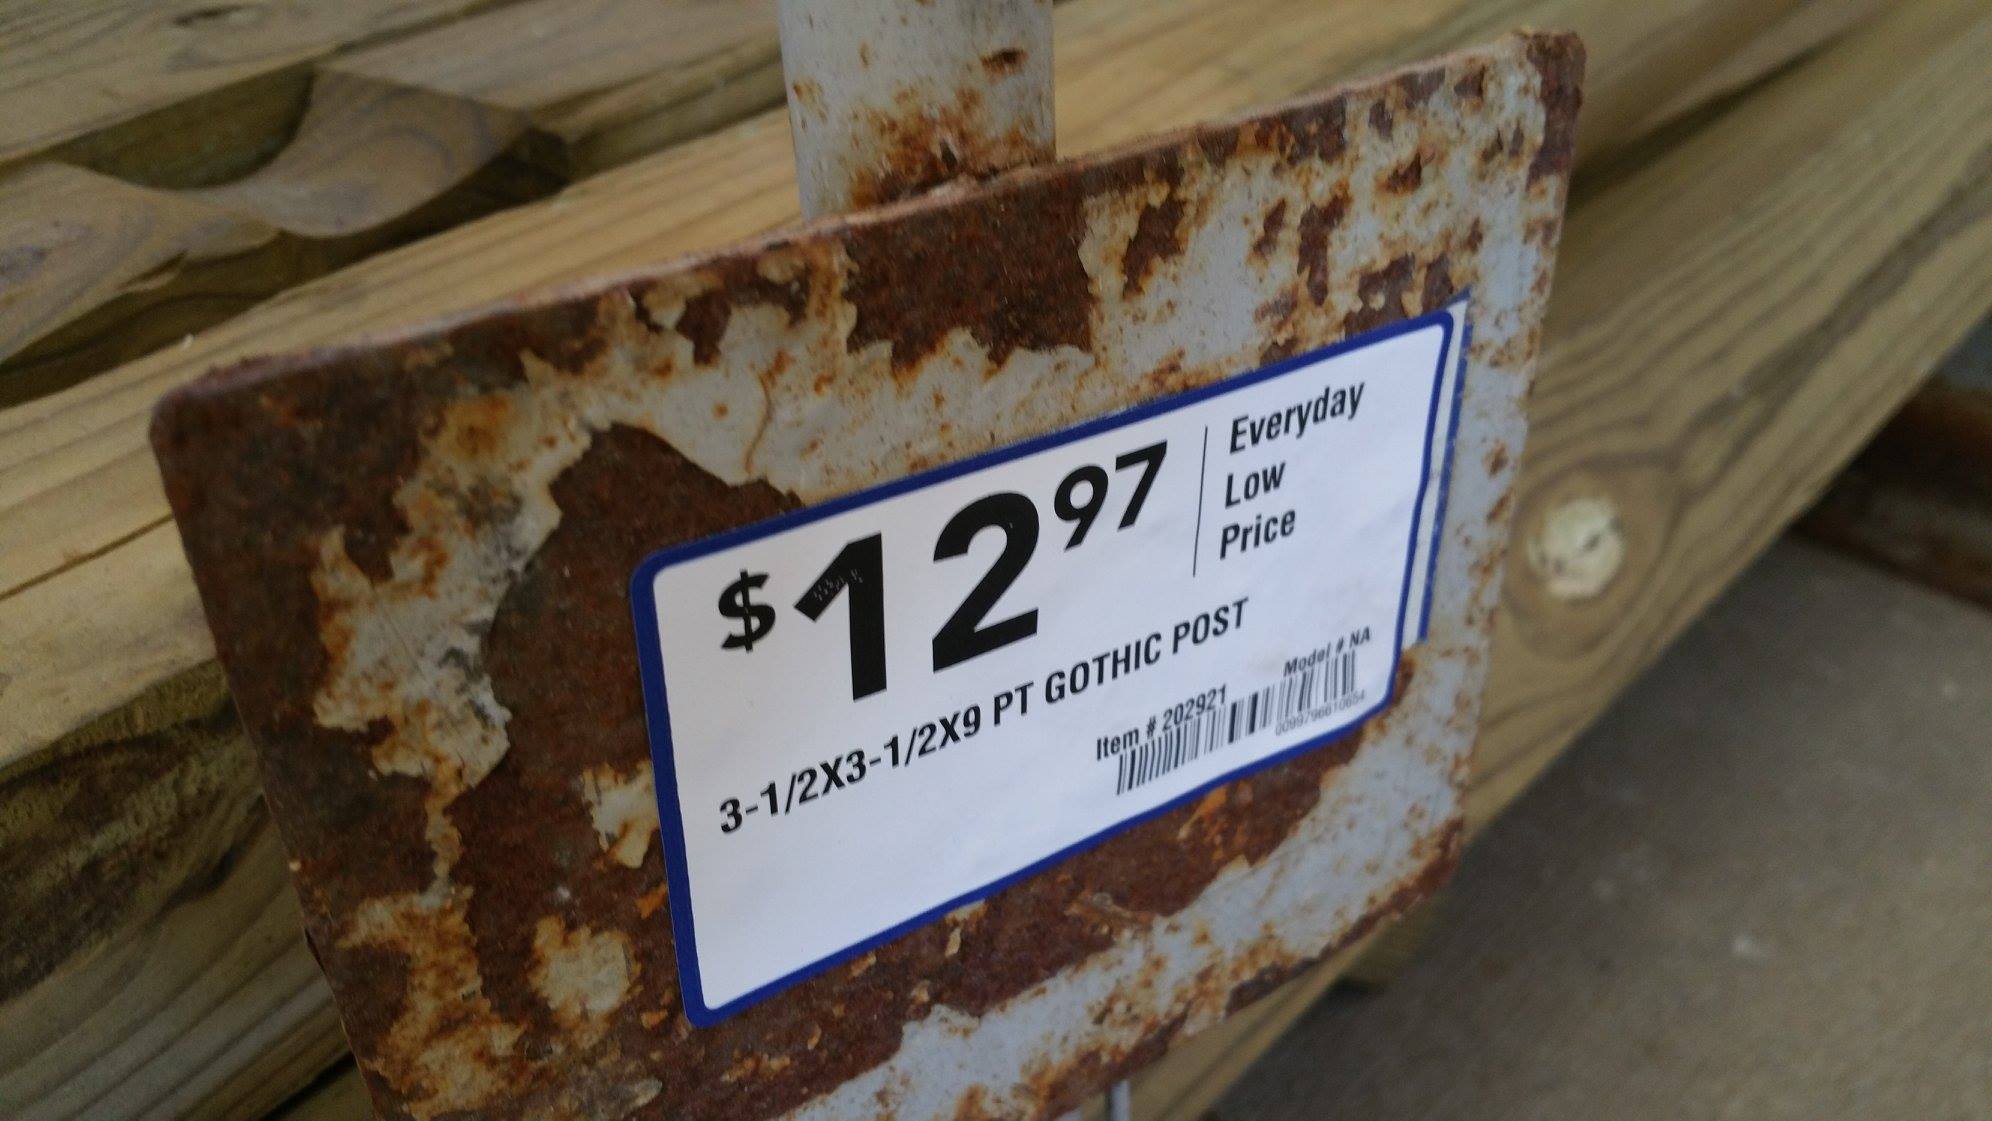 $12 97
Everyday
Low
Price
3-1/2X3-1/2X9 PT GOTHIC POST
Item # 202921
Model # NA